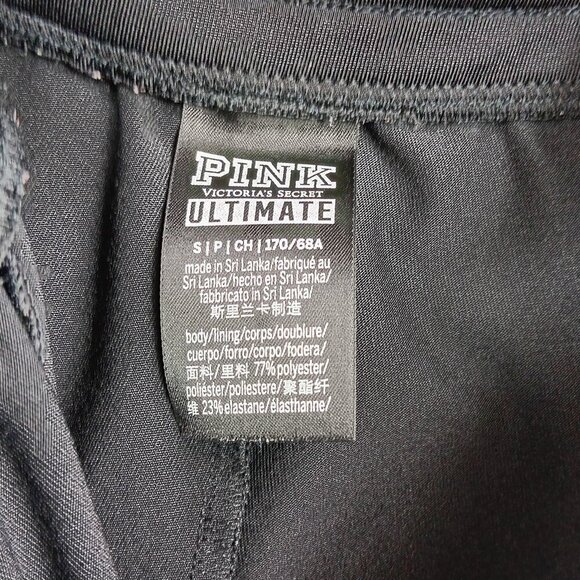 PINK
VICTORIA'S SECRET
ULTIMATE
S | P | CH | 170/68A
made in Sri Lanka/fabriqué au
Sri Lanka/hecho en Sri Lanka/
fabbricato in Sri Lanka/
斯里兰卡制造
body/lining/corps/doublure/
cuerpo/forro/corpo/fodera/
面料/里料 77% polyester/
poliéster/poliestere/聚酯纤
维 23% elastane/élasthanne/